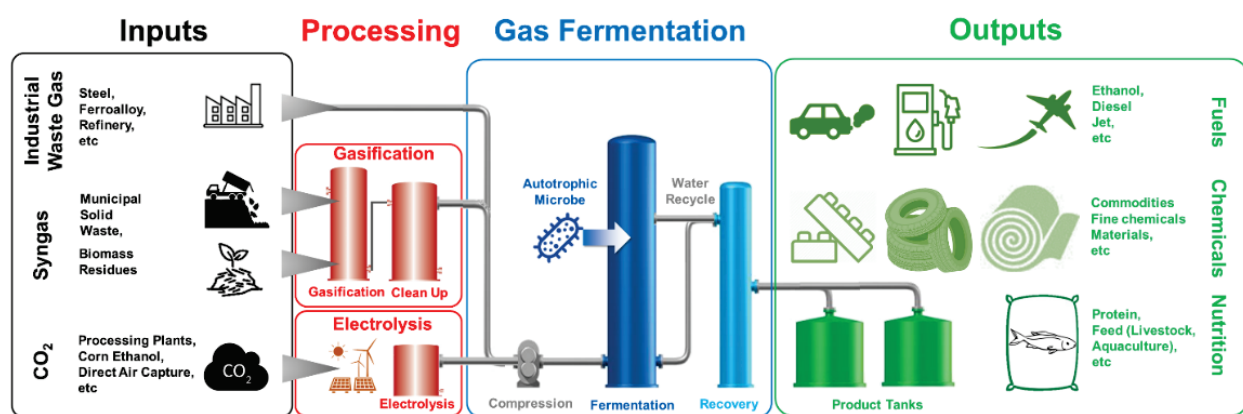 Inputs
Processing
Gas Fermentation
Outputs
Industrial
Waste Gas
Steel,
Ferroalloy,
Refinery,
etc
Syngas
Municipal
Solid
Waste,
Biomass
Residues
CO2
Processing Plants,
Corn Ethanol,
Direct Air Capture,
etc
CO2
Gasification
Gasification
Clean Up
Electrolysis
Electrolysis
Autotrophic
Microbe
Water
Recycle
Compression
Fermentation
Recovery
Ethanol,
Diesel
Jet,
etc
Fuels
Commodities
Fine chemicals
Materials,
etc
Chemicals
Protein,
Feed (Livestock,
Aquaculture),
etc
Nutrition
Product Tanks